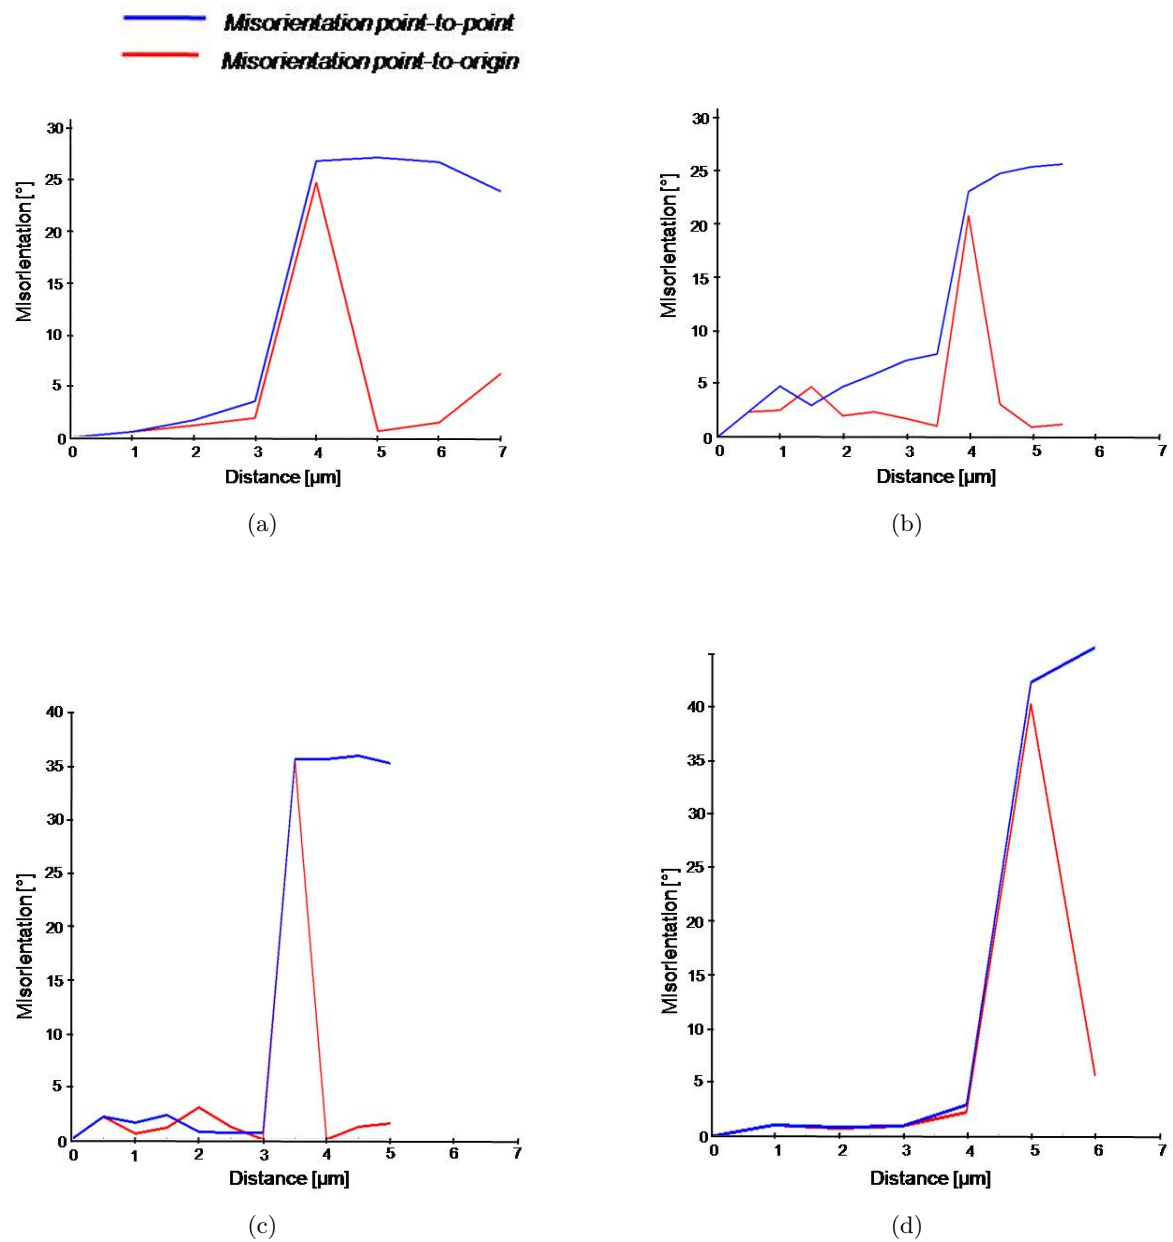 Misorientation point-to-point
Misorientation point-to-origin
30
25
20
15
10
5
0
Misorientation [°]
0 1 2 3 4 5 6 7
Distance [µm]
(a)
30
25
20
15
10
5
0
Misorientation [°]
0 1 2 3 4 5 6 7
Distance [µm]
(b)
40
35
30
25
20
15
10
5
0
Misorientation [°]
0 1 2 3 4 5 6 7
Distance [µm]
(c)
40
35
30
25
20
15
10
5
0
Misorientation [°]
0 1 2 3 4 5 6 7
Distance [µm]
(d)